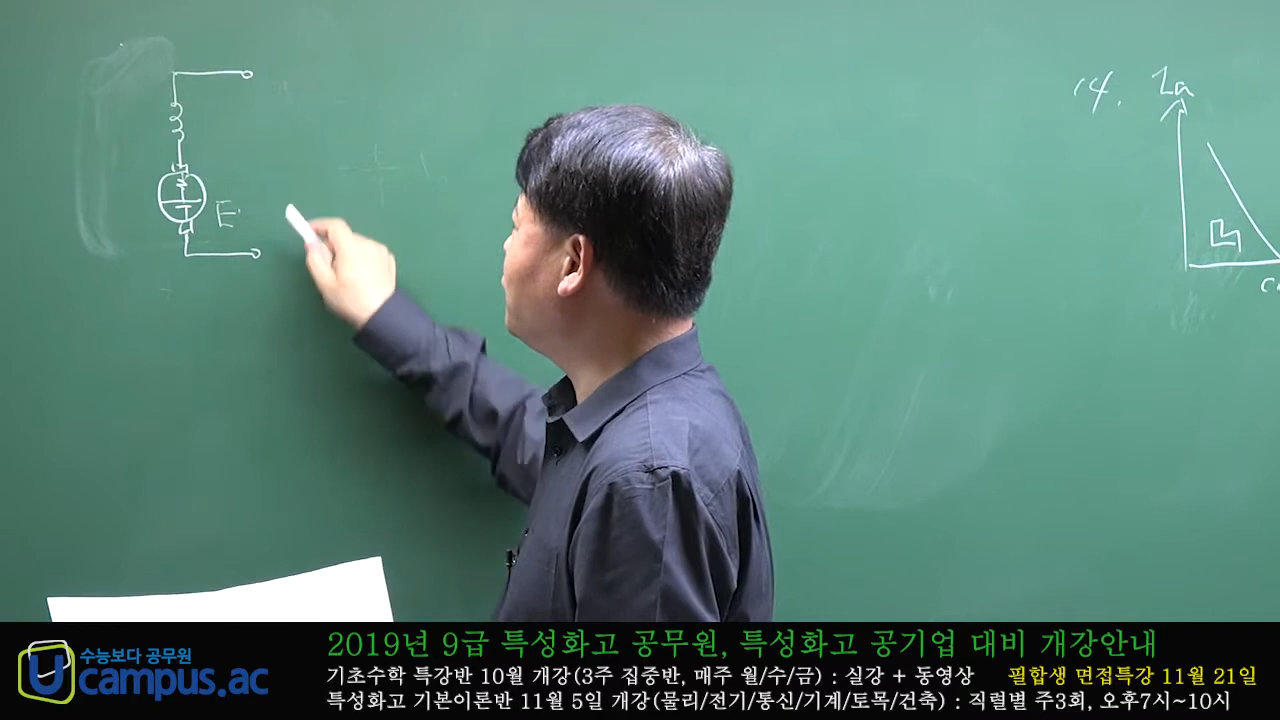 E
14. Ia
2019년 9급 특성화고 공무원, 특성화고 공기업 대비 개강안내
수능보다 공무원
Ucampus.ac
기초수학 특강반 10월 개강(3주 집중반, 매주 월/수/금) : 실강 + 동영상 필합생 면접특강 11월 21일
특성화고 기본이론반 11월 5일 개강(물리/전기/통신/기계/토목/건축) : 직렬별 주3회, 오후7시~10시